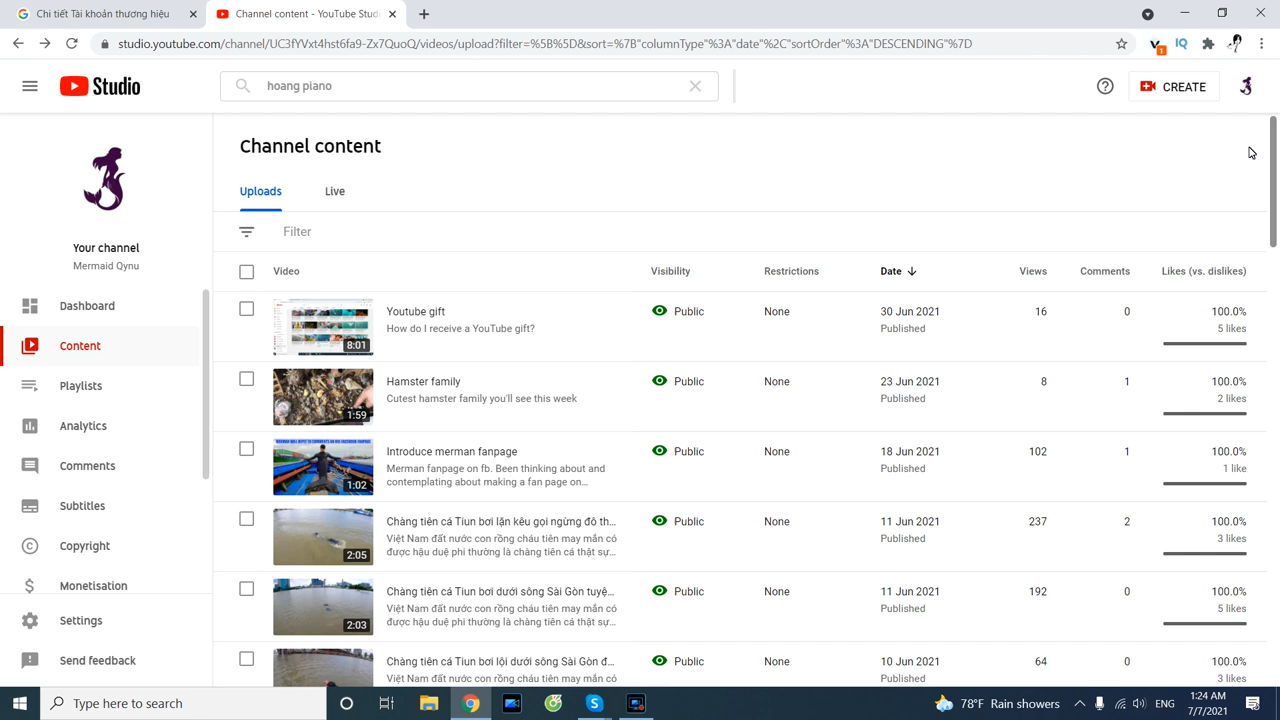 Chi tiết Tài khoản thương hiệu
Channel content - YouTube Stud
studio.youtube.com/channel/UC3fYVxt4hst6fa9-Zx7QuoQ/videos/upload?filter=%5B%5D&sort=%7B"columnType"%3A"date"%2C"sortOrder"%3A"DESCENDING"%7D
1
IQ
Studio
hoang piano
CREATE
Your channel
Mermaid Qynu
Dashboard
Content
Playlists
Analytics
Comments
Subtitles
Copyright
Monetisation
Settings
Send feedback
Channel content
Uploads Live
Filter
Video Visibility Restrictions Date Views Comments Likes (vs. dislikes)
8:01
Youtube gift Public 30 Jun 2021 16 0 100.0%
How do I receive a YouTube gift? Published 5 likes
1:59
Hamster family Public None 23 Jun 2021 8 1 100.0%
Cutest hamster family you'll see this week Published 2 likes
MERMAN WILL REPLY TO COMMENTS ON HIS FACEBOOK FANPAGE
1:02
Introduce merman fanpage Public None 18 Jun 2021 102 1 100.0%
Merman fanpage on fb. Been thinking about and Published 1 like
contemplating about making a fan page on…
2:05
Chàng tiên cá Tiun bơi lặn kêu gọi ngừng đổ th… Public None 11 Jun 2021 237 2 100.0%
Việt Nam đất nước con rồng cháu tiên may mắn có Published 3 likes
được hậu duệ phi thường là chàng tiên cá thật sự…
2:03
Chàng tiên cá Tiun bơi dưới sông Sài Gòn tuyệ… Public None 11 Jun 2021 192 0 100.0%
Việt Nam đất nước con rồng cháu tiên may mắn có Published 5 likes
được hậu duệ phi thường là chàng tiên cá thật sự…
Chàng tiên cá Tiun bơi lội dưới sông Sài Gòn đ… Public None 10 Jun 2021 64 0 100.0%
Việt Nam đất nước con rồng cháu tiên may mắn có Published 3 likes
Type here to search
78°F Rain showers
ENG
1:24 AM
7/7/2021